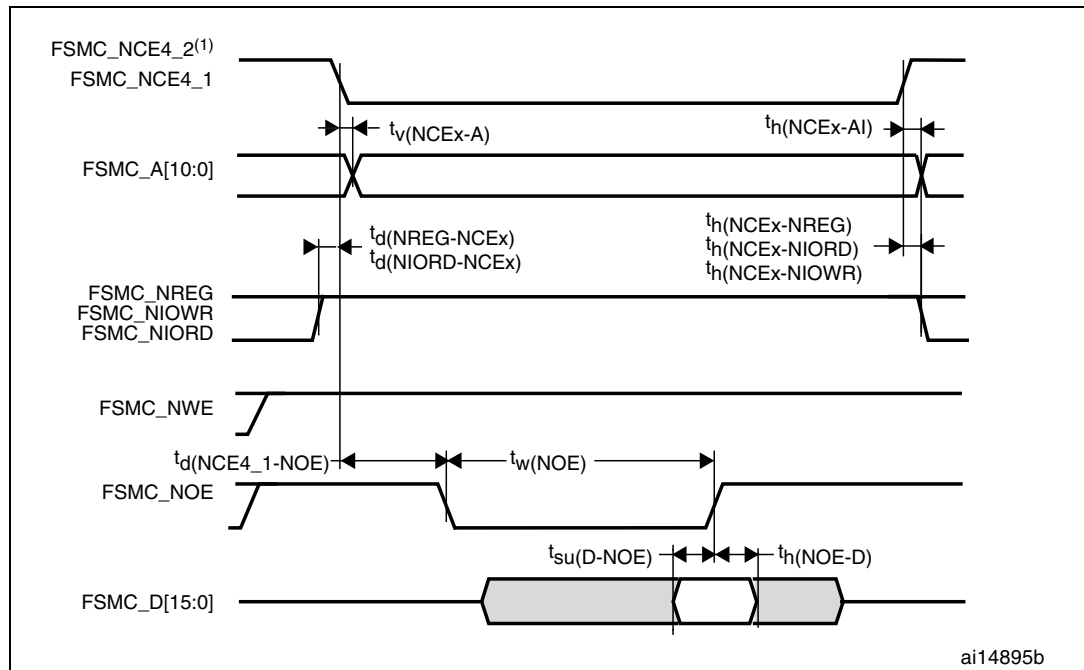 FSMC_NCE4_2(1)
FSMC_NCE4_1
tv(NCEx-A)
th(NCEx-AI)
FSMC_A[10:0]
td(NREG-NCEx)
td(NIORD-NCEx)
th(NCEx-NREG)
th(NCEx-NIORD)
th(NCEx-NIOWR)
FSMC_NREG
FSMC_NIOWR
FSMC_NIORD
FSMC_NWE
td(NCE4_1-NOE)
tw(NOE)
FSMC_NOE
tsu(D-NOE)
th(NOE-D)
FSMC_D[15:0]
ai14895b